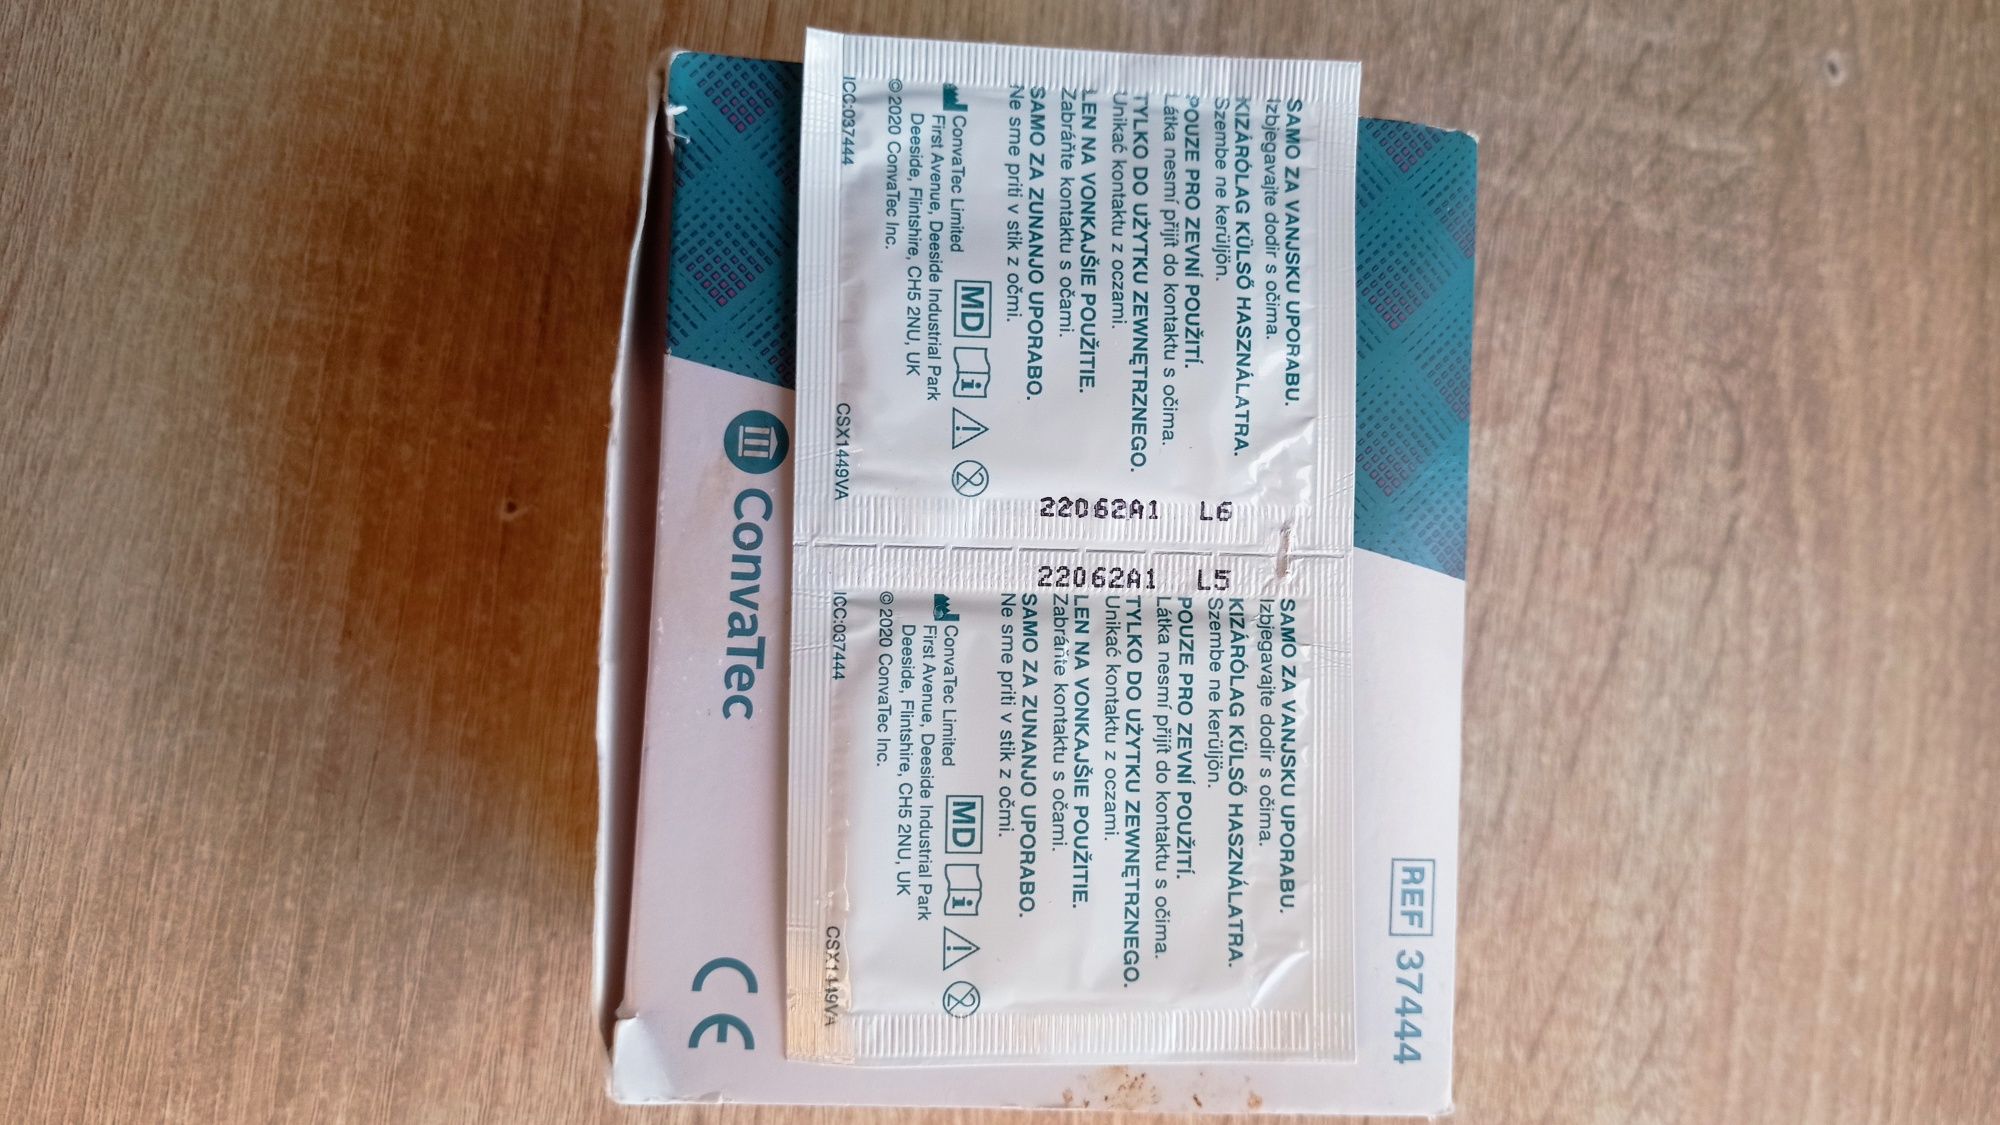 SAMO ZA VANJSKU UPORABU.
Izbjegavajte dodir s očima.
KIZÁRÓLAG KÜLSŐ HASZNÁLATRA.
Szembe ne kerüljön.
POUZE PRO ZEVNÍ POUŽITÍ.
Látka nesmí přijít do kontaktu s očima.
TYLKO DO UŻYTKU ZEWNĘTRZNEGO.
Unikać kontaktu z oczami.
LEN NA VONKAJŠIE POUŽITIE.
Zabráňte kontaktu s očami.
SAMO ZA ZUNANJO UPORABO.
Ne sme priti v stik z očmi.
ConvaTec Limited
First Avenue, Deeside Industrial Park
Deeside, Flintshire, CH5 2NU, UK
© 2020 ConvaTec Inc.
MD
2
ICC:037444
CSX1449VA
22062A1 L6
22062A1 L5
SAMO ZA VANJSKU UPORABU.
Izbjegavajte dodir s očima.
KIZÁRÓLAG KÜLSŐ HASZNÁLATRA.
Szembe ne kerüljön.
POUZE PRO ZEVNÍ POUŽITÍ.
Látka nesmí přijít do kontaktu s očima.
TYLKO DO UŻYTKU ZEWNĘTRZNEGO.
Unikać kontaktu z oczami.
LEN NA VONKAJŠIE POUŽITIE.
Zabráňte kontaktu s očami.
SAMO ZA ZUNANJO UPORABO.
Ne sme priti v stik z očmi.
ConvaTec Limited
First Avenue, Deeside Industrial Park
Deeside, Flintshire, CH5 2NU, UK
© 2020 ConvaTec Inc.
MD
2
ICC:037444
CSX1449VA
REF 37444
ConvaTec
CE